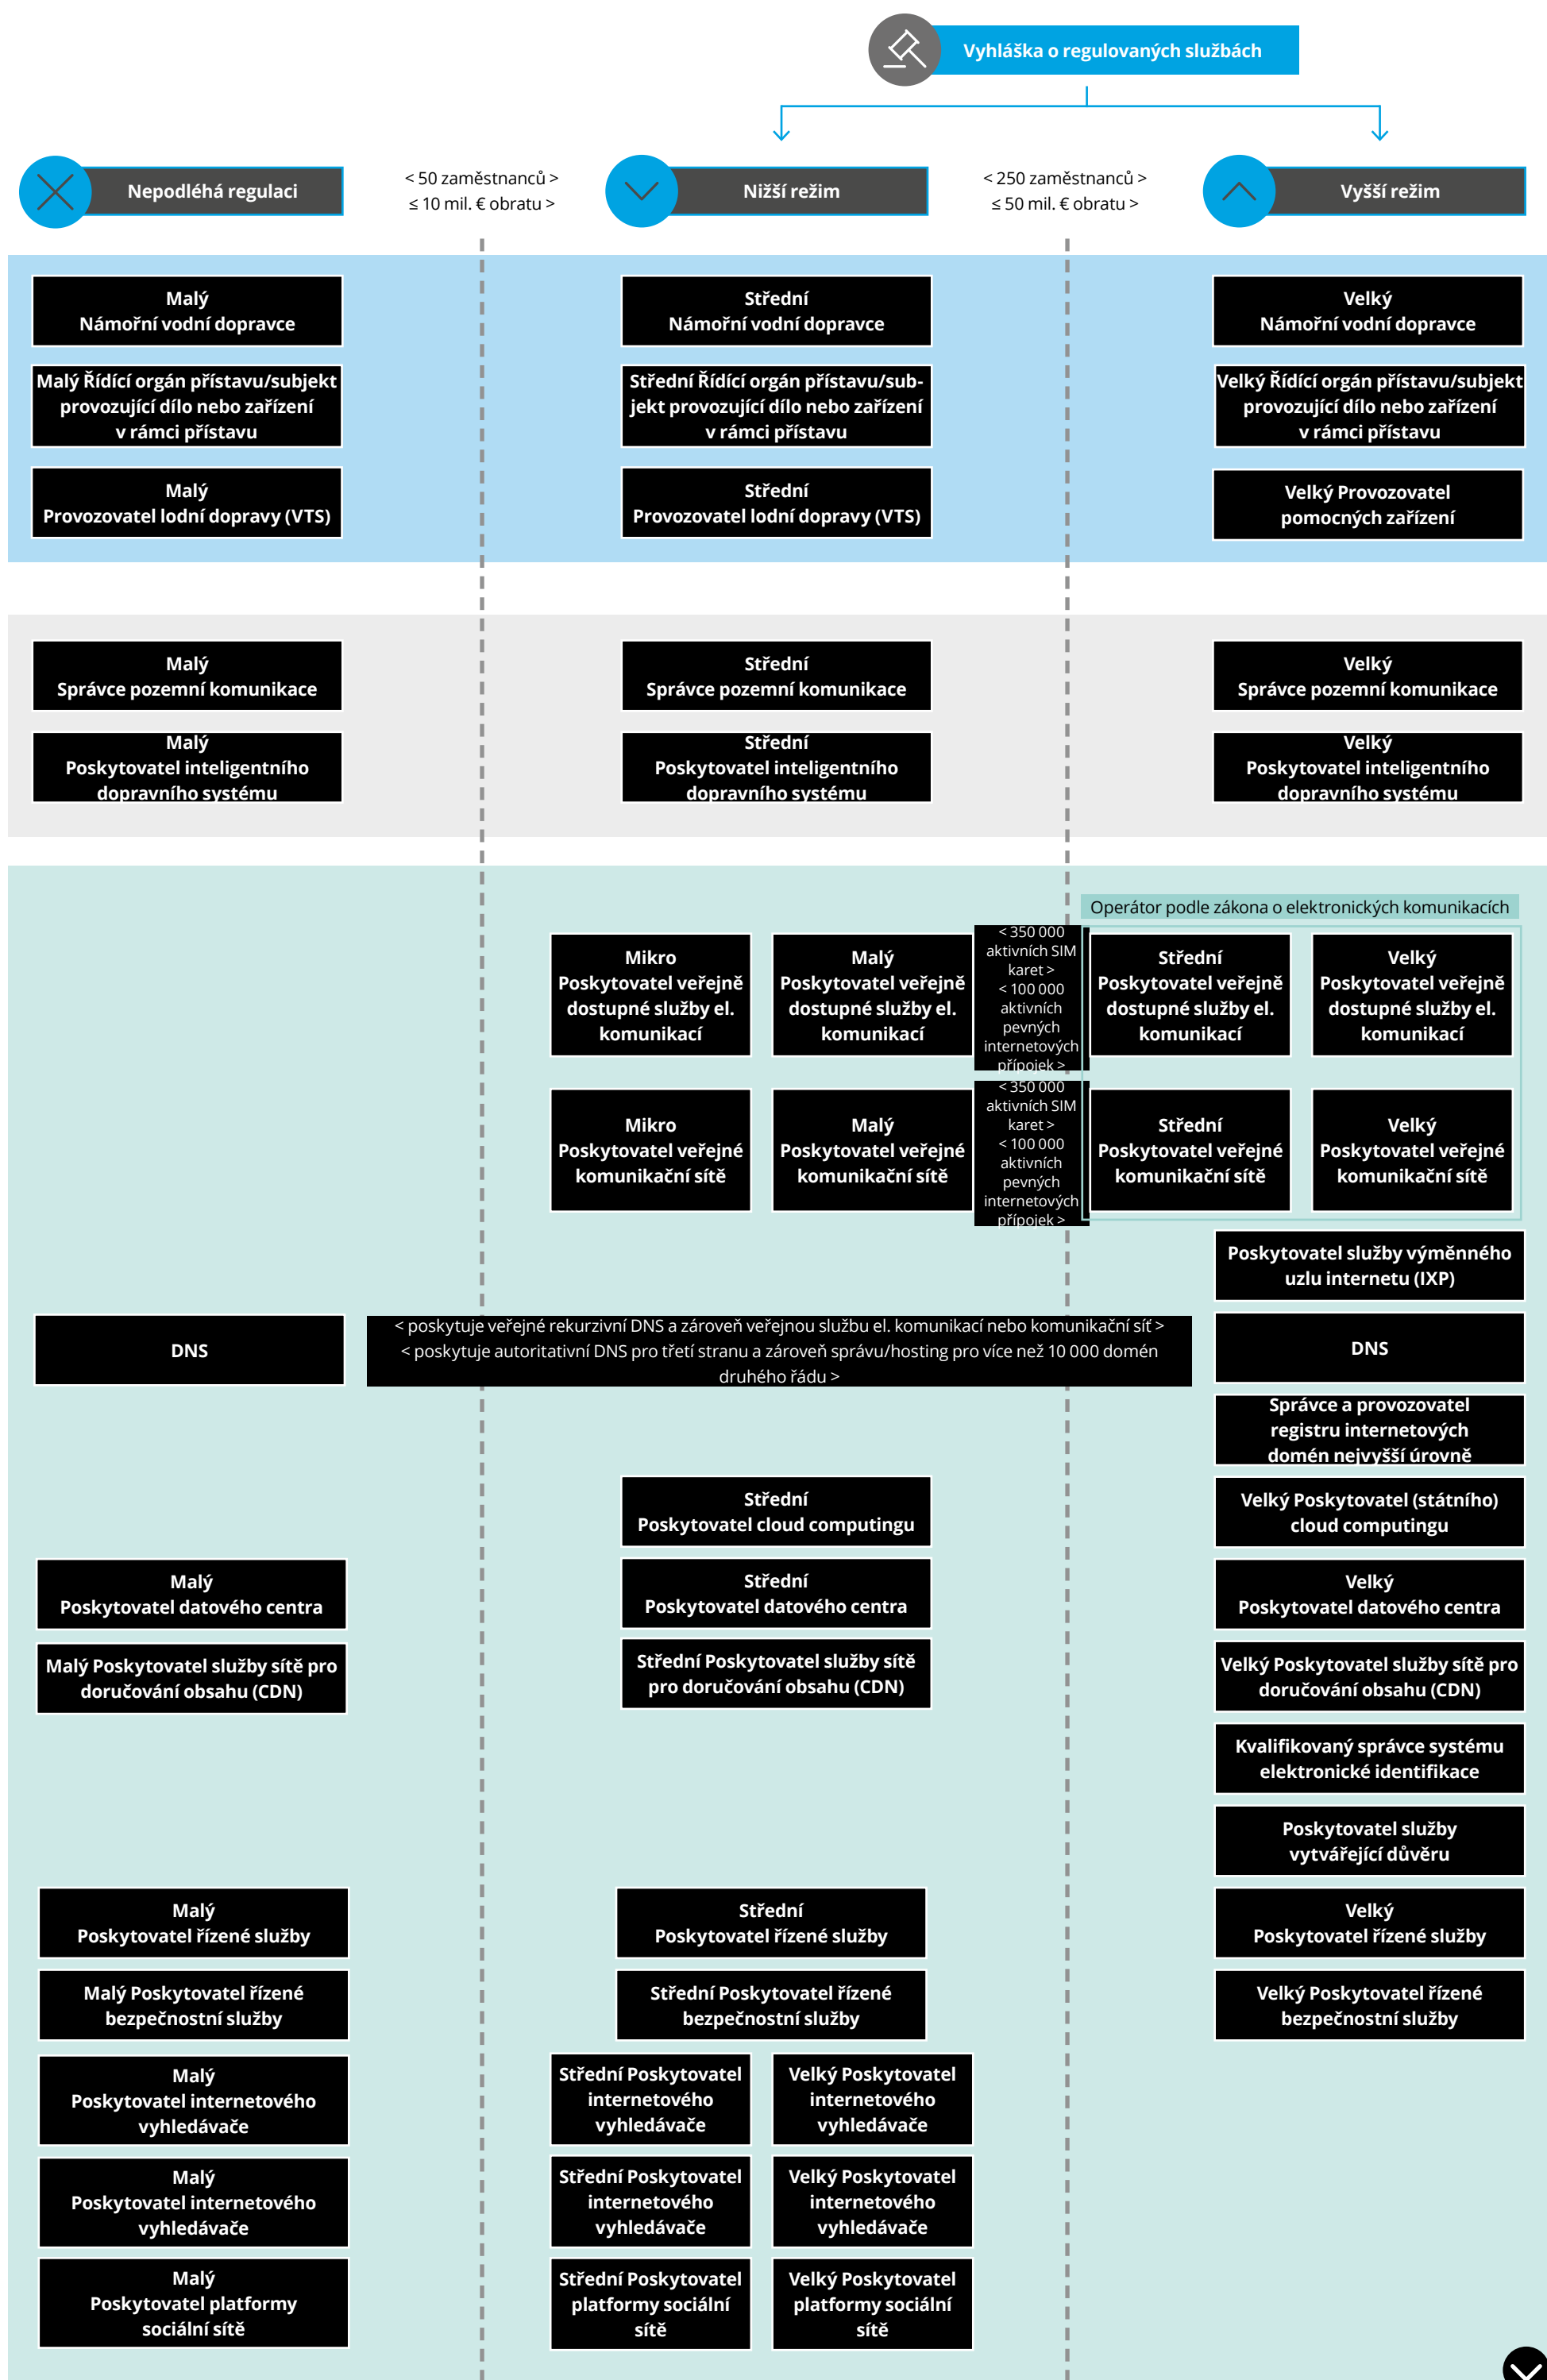 Vyhláška o regulovaných službách
Nepodléhá regulaci
< 50 zaměstnanců >
≤ 10 mil. € obratu >
Nižší režim
< 250 zaměstnanců >
≤ 50 mil. € obratu >
Vyšší režim
Malý
Námořní vodní dopravce
Střední
Námořní vodní dopravce
Velký
Námořní vodní dopravce
Malý Řídící orgán přístavu/subjekt
provozující dílo nebo zařízení
v rámci přístavu
Střední Řídící orgán přístavu/sub-
jekt provozující dílo nebo zařízení
v rámci přístavu
Velký Řídící orgán přístavu/subjekt
provozující dílo nebo zařízení
v rámci přístavu
Malý
Provozovatel lodní dopravy (VTS)
Střední
Provozovatel lodní dopravy (VTS)
Velký Provozovatel
pomocných zařízení
Malý
Správce pozemní komunikace
Střední
Správce pozemní komunikace
Velký
Správce pozemní komunikace
Malý
Poskytovatel inteligentního
dopravního systému
Střední
Poskytovatel inteligentního
dopravního systému
Velký
Poskytovatel inteligentního
dopravního systému
Operátor podle zákona o elektronických komunikacích
Mikro
Poskytovatel veřejně
dostupné služby el.
komunikací
Malý
Poskytovatel veřejně
dostupné služby el.
komunikací
< 350 000
aktivních SIM
karet >
< 100 000
aktivních
pevných
internetových
přípojek >
Střední
Poskytovatel veřejně
dostupné služby el.
komunikací
Velký
Poskytovatel veřejně
dostupné služby el.
komunikací
Mikro
Poskytovatel veřejné
komunikační sítě
Malý
Poskytovatel veřejné
komunikační sítě
< 350 000
aktivních SIM
karet >
< 100 000
aktivních
pevných
internetových
přípojek >
Střední
Poskytovatel veřejné
komunikační sítě
Velký
Poskytovatel veřejné
komunikační sítě
Poskytovatel služby výměnného
uzlu internetu (IXP)
DNS
< poskytuje veřejné rekurzivní DNS a zároveň veřejnou službu el. komunikací nebo komunikační síť >
< poskytuje autoritativní DNS pro třetí stranu a zároveň správu/hosting pro více než 10 000 domén
druhého řádu >
DNS
Správce a provozovatel
registru internetových
domén nejvyšší úrovně
Střední
Poskytovatel cloud computingu
Velký Poskytovatel (státního)
cloud computingu
Malý
Poskytovatel datového centra
Střední
Poskytovatel datového centra
Velký
Poskytovatel datového centra
Malý Poskytovatel služby sítě pro
doručování obsahu (CDN)
Střední Poskytovatel služby sítě
pro doručování obsahu (CDN)
Velký Poskytovatel služby sítě pro
doručování obsahu (CDN)
Kvalifikovaný správce systému
elektronické identifikace
Poskytovatel služby
vytvářející důvěru
Malý
Poskytovatel řízené služby
Střední
Poskytovatel řízené služby
Velký
Poskytovatel řízené služby
Malý Poskytovatel řízené
bezpečnostní služby
Střední Poskytovatel řízené
bezpečnostní služby
Velký Poskytovatel řízené
bezpečnostní služby
Malý
Poskytovatel internetového
vyhledávače
Střední Poskytovatel
internetového
vyhledávače
Velký Poskytovatel
internetového
vyhledávače
Malý
Poskytovatel internetového
vyhledávače
Střední Poskytovatel
internetového
vyhledávače
Velký Poskytovatel
internetového
vyhledávače
Malý
Poskytovatel platformy
sociální sítě
Střední Poskytovatel
platformy sociální
sítě
Velký Poskytovatel
platformy sociální
sítě